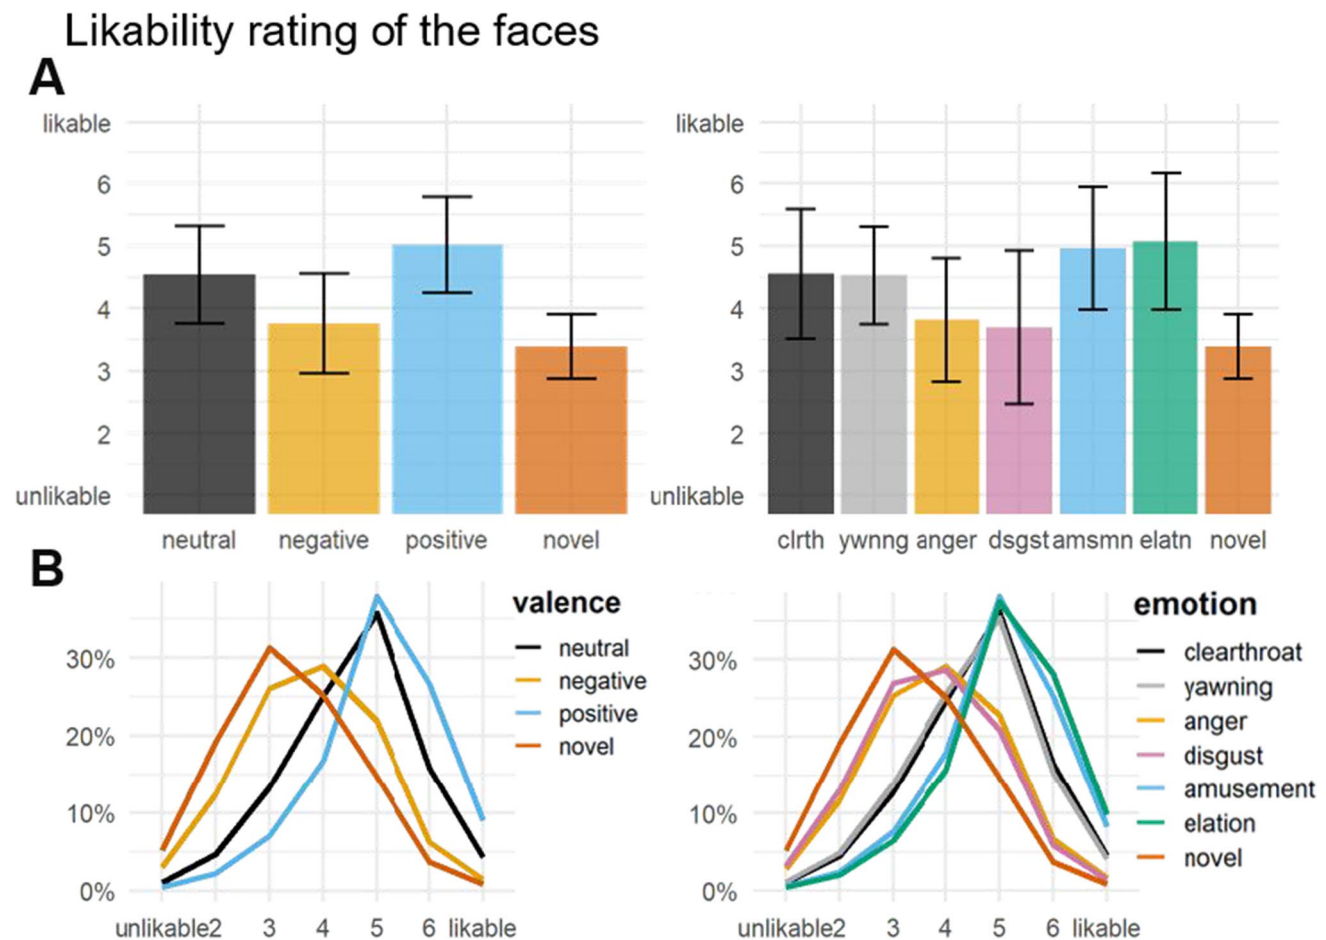 Likability rating of the faces
A
likable
6
5
4
3
2
unlikable
neutral negative positive novel
likable
6
5
4
3
2
unlikable
clrth ywnng anger dsgst amsmn elatn novel
B
30%
20%
10%
0%
unlikable2 3 4 5 6 likable
valence
neutral
negative
positive
novel
30%
20%
10%
0%
unlikable2 3 4 5 6 likable
emotion
clearthroat
yawning
anger
disgust
amusement
elation
novel